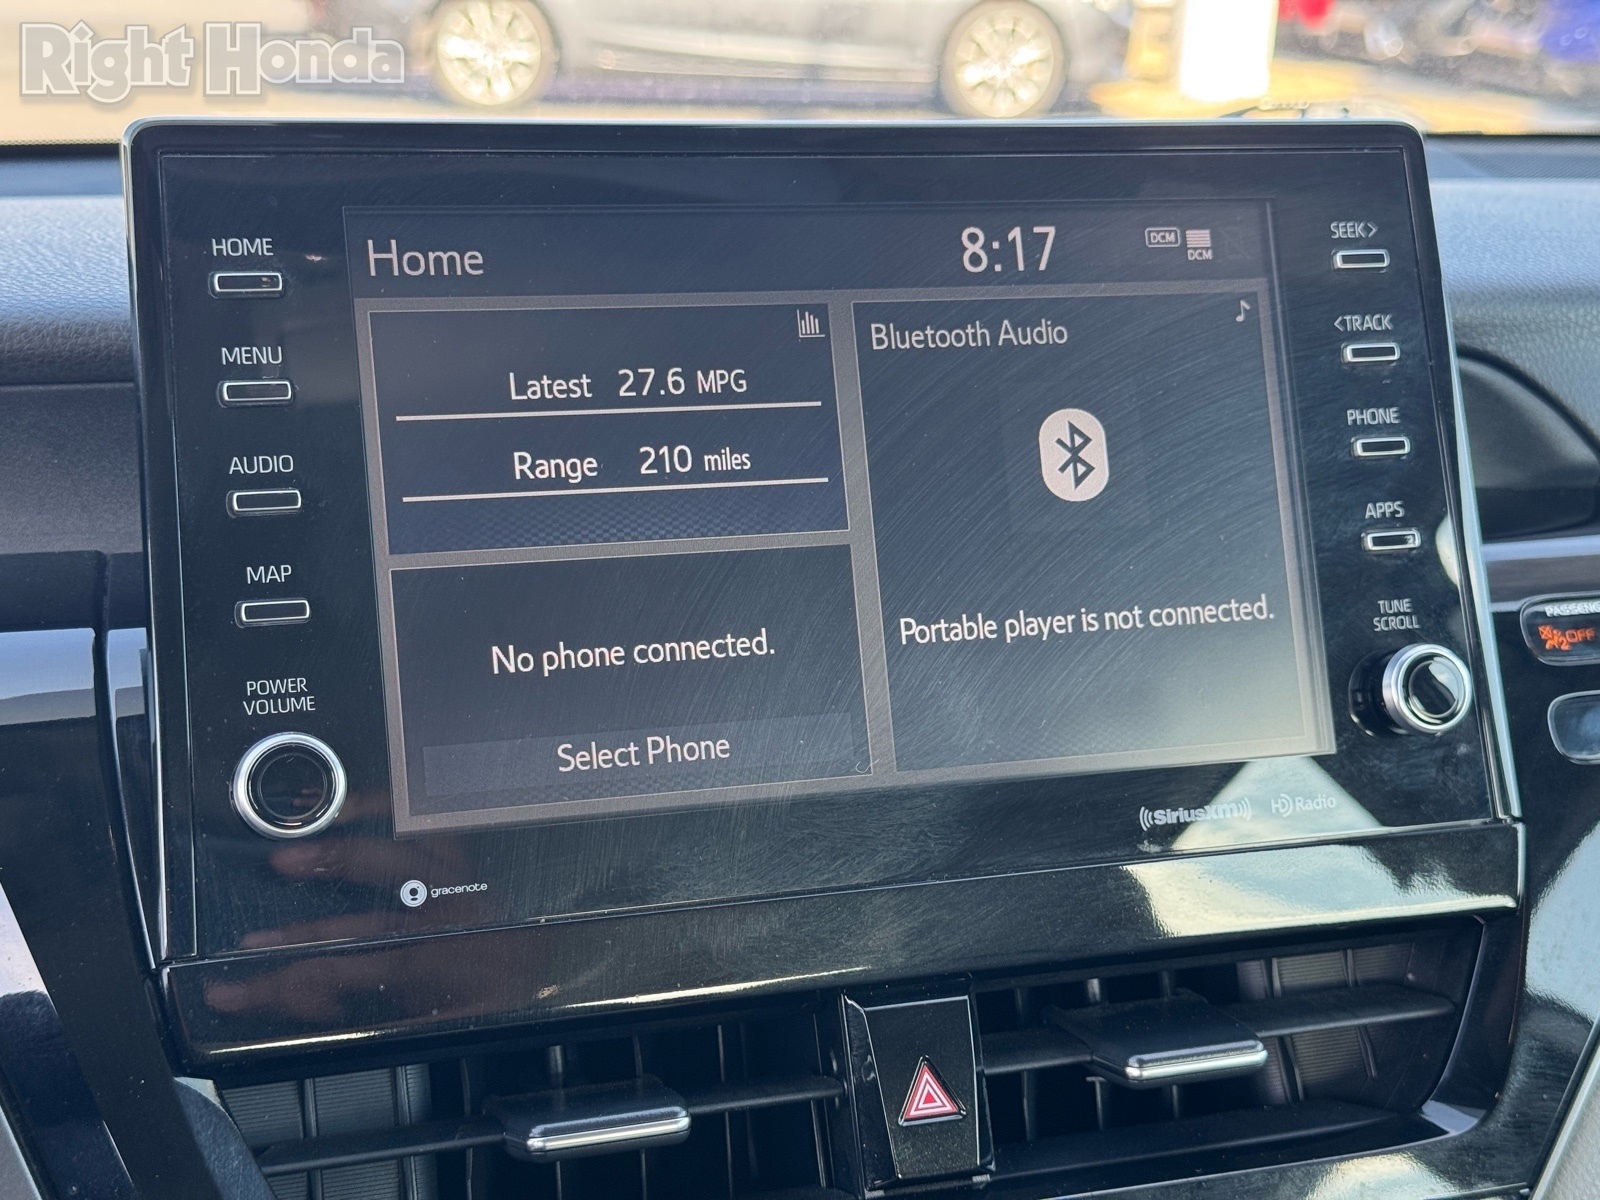 Right Honda
HOME
MENU
AUDIO
MAP
POWER
VOLUME
Home
8:17
DCM
DCM
Latest 27.6 MPG
Range 210 miles
No phone connected.
Select Phone
Bluetooth Audio
Portable player is not connected.
SEEK>
<TRACK
PHONE
APPS
TUNE
SCROLL
SiriusXM
HD Radio
gracenote
PASSENG
OFF